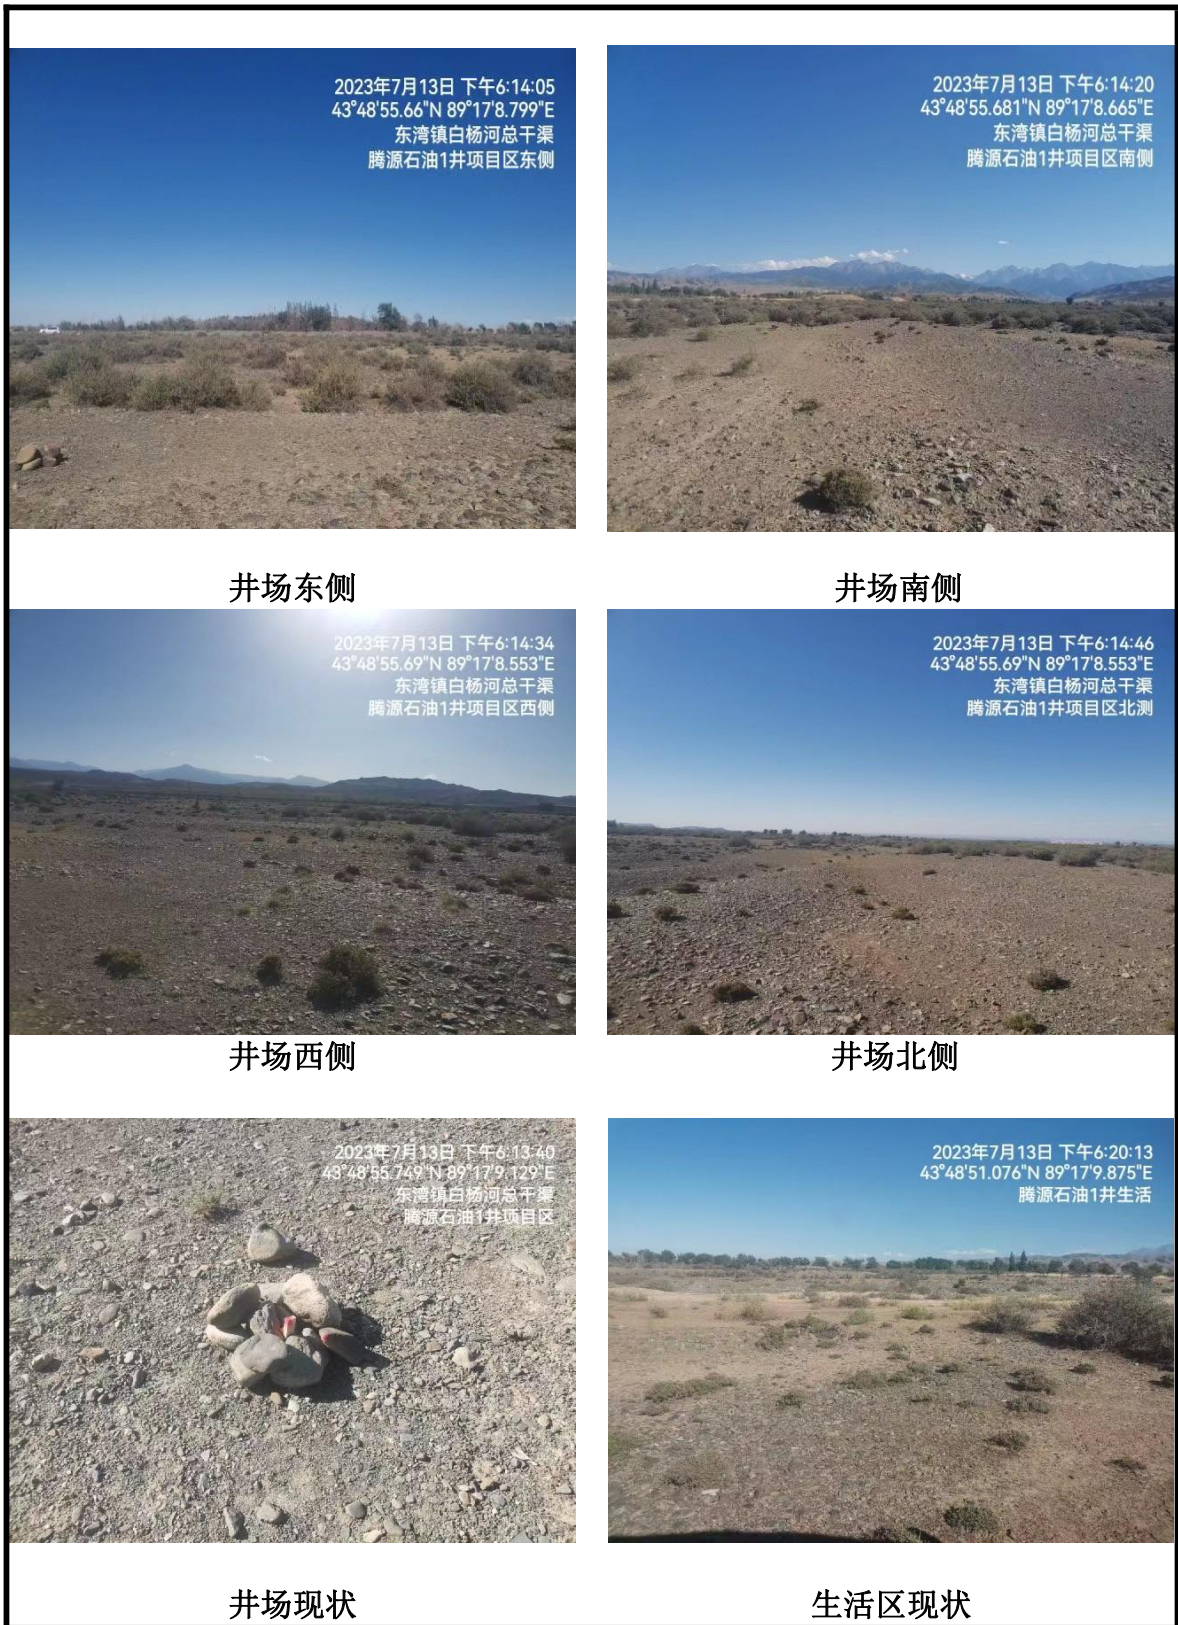 2023年7月13日 下午6:14:05
43°48'55.66"N 89°17'8.799"E
东湾镇白杨河总干渠
腾源石油1井项目区东侧
2023年7月13日 下午6:14:20
43°48'55.681"N 89°17'8.665"E
东湾镇白杨河总干渠
腾源石油1井项目区南侧
井场东侧
井场南侧
2023年7月13日 下午6:14:34
43°48'55.69"N 89°17'8.553"E
东湾镇白杨河总干渠
腾源石油1井项目区西侧
2023年7月13日 下午6:14:46
43°48'55.69"N 89°17'8.553"E
东湾镇白杨河总干渠
腾源石油1井项目区北测
井场西侧
井场北侧
2023年7月13日 下午6:13:40
43°48'55.749"N 89°17'9.129"E
东湾镇白杨河总干渠
腾源石油1井项目区
2023年7月13日 下午6:20:13
43°48'51.076"N 89°17'9.875"E
腾源石油1井生活
井场现状
生活区现状